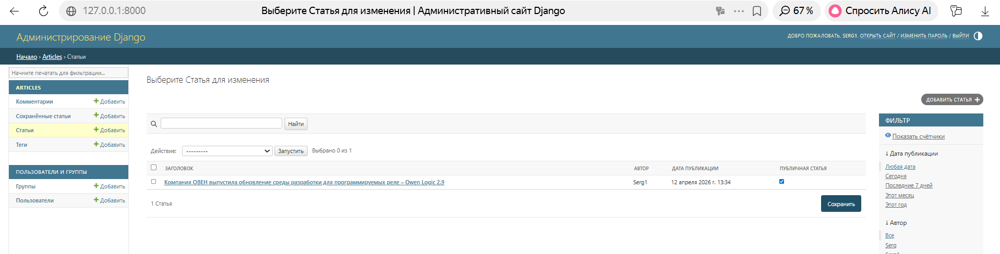 127.0.0.1:8000
Выберите Статья для изменения | Административный сайт Django
67 %
Спросить Алису AI
Администрирование Django
ДОБРО ПОЖАЛОВАТЬ, SERG1. ОТКРЫТЬ САЙТ / ИЗМЕНИТЬ ПАРОЛЬ / ВЫЙТИ
Начало › Articles › Статьи
Начните печатать для фильтрации...
ARTICLES
Комментарии Добавить
Сохранённые статьи Добавить
Статьи Добавить
Теги Добавить
ПОЛЬЗОВАТЕЛИ И ГРУППЫ
Группы Добавить
Пользователи Добавить
Выберите Статья для изменения
ДОБАВИТЬ СТАТЬЯ
Найти
Действие: --------- Запустить Выбрано 0 из 1
ЗАГОЛОВОК АВТОР ДАТА ПУБЛИКАЦИИ ПУБЛИЧНАЯ СТАТЬЯ
Компания ОВЕН выпустила обновление среды разработки для программируемых реле – Owen Logic 2.9 Serg1 12 апреля 2026 г. 13:34
1 Статья
Сохранить
ФИЛЬТР
Показать счётчики
↓ Дата публикации
Любая дата
Сегодня
Последние 7 дней
Этот месяц
Этот год
↓ Автор
Все
Serg